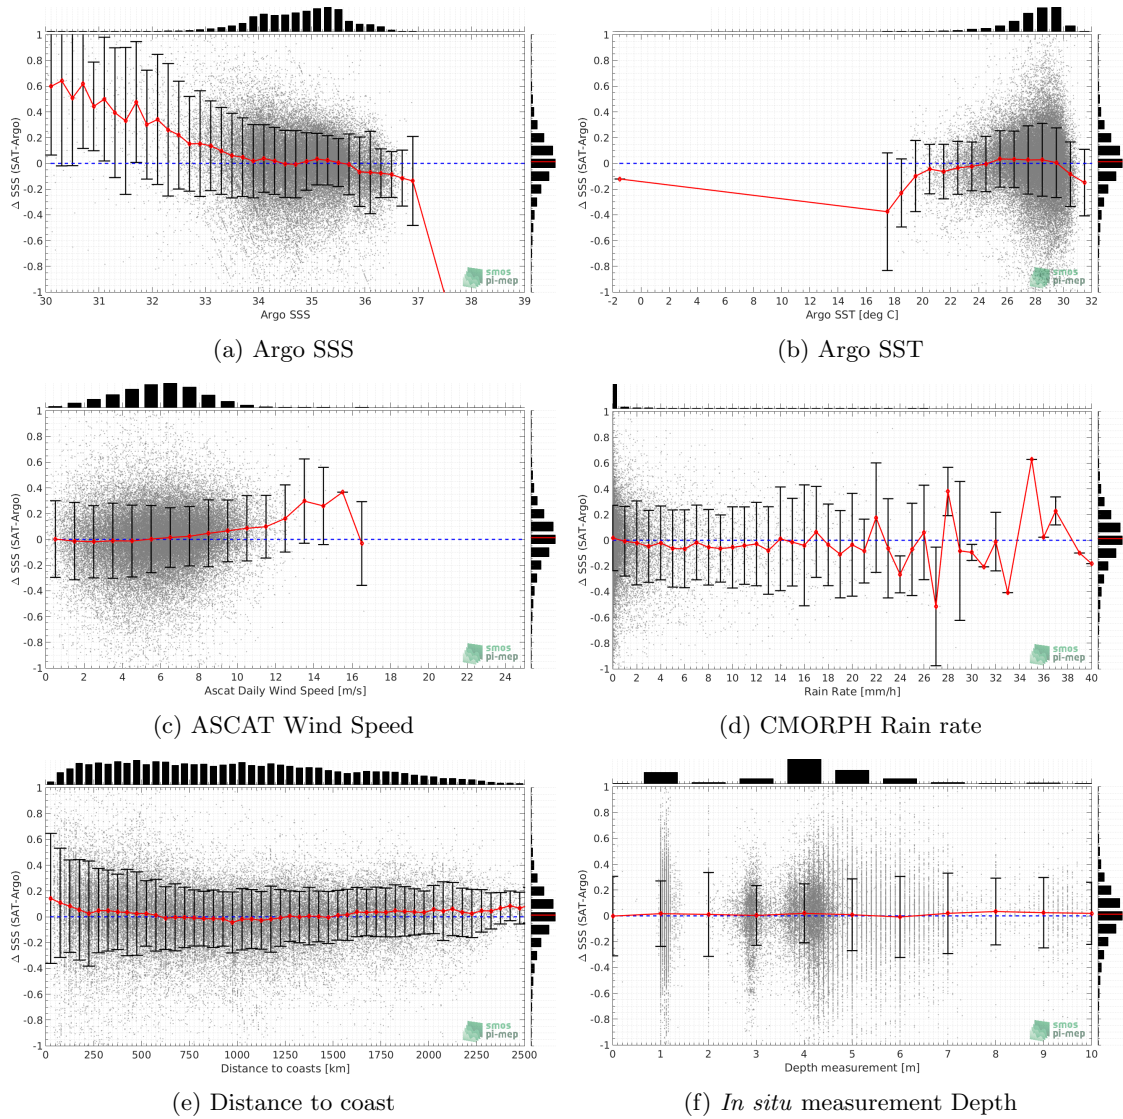 Δ SSS (SAT-Argo)
1
0.8
0.6
0.4
0.2
0
-0.2
-0.4
-0.6
-0.8
-1
30 31 32 33 34 35 36 37 38 39
Argo SSS
smos
pi-mep
(a) Argo SSS
Δ SSS (SAT-Argo)
1
0.8
0.6
0.4
0.2
0
-0.2
-0.4
-0.6
-0.8
-1
-2 0 2 4 6 8 10 12 14 16 18 20 22 24 26 28 30 32
Argo SST [deg C]
smos
pi-mep
(b) Argo SST
Δ SSS (SAT-Argo)
1
0.8
0.6
0.4
0.2
0
-0.2
-0.4
-0.6
-0.8
-1
0 2 4 6 8 10 12 14 16 18 20 22 24
Ascat Daily Wind Speed [m/s]
smos
pi-mep
(c) ASCAT Wind Speed
Δ SSS (SAT-Argo)
1
0.8
0.6
0.4
0.2
0
-0.2
-0.4
-0.6
-0.8
-1
0 2 4 6 8 10 12 14 16 18 20 22 24 26 28 30 32 34 36 38 40
Rain Rate [mm/h]
smos
pi-mep
(d) CMORPH Rain rate
Δ SSS (SAT-Argo)
1
0.8
0.6
0.4
0.2
0
-0.2
-0.4
-0.6
-0.8
-1
0 250 500 750 1000 1250 1500 1750 2000 2250 2500
Distance to coasts [km]
smos
pi-mep
(e) Distance to coast
Δ SSS (SAT-Argo)
1
0.8
0.6
0.4
0.2
0
-0.2
-0.4
-0.6
-0.8
-1
0 1 2 3 4 5 6 7 8 9 10
Depth measurement [m]
smos
pi-mep
(f) In situ measurement Depth